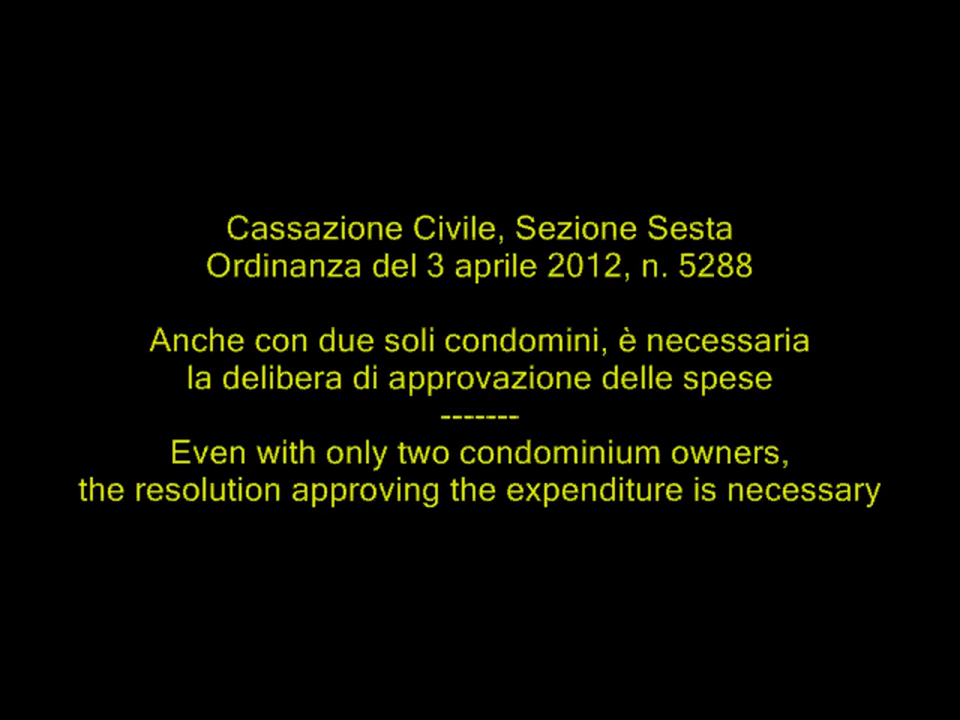 Cassazione Civile, Sezione Sesta
Ordinanza del 3 aprile 2012, n. 5288
Anche con due soli condomini, è necessaria
la delibera di approvazione delle spese
-------
Even with only two condominium owners,
the resolution approving the expenditure is necessary